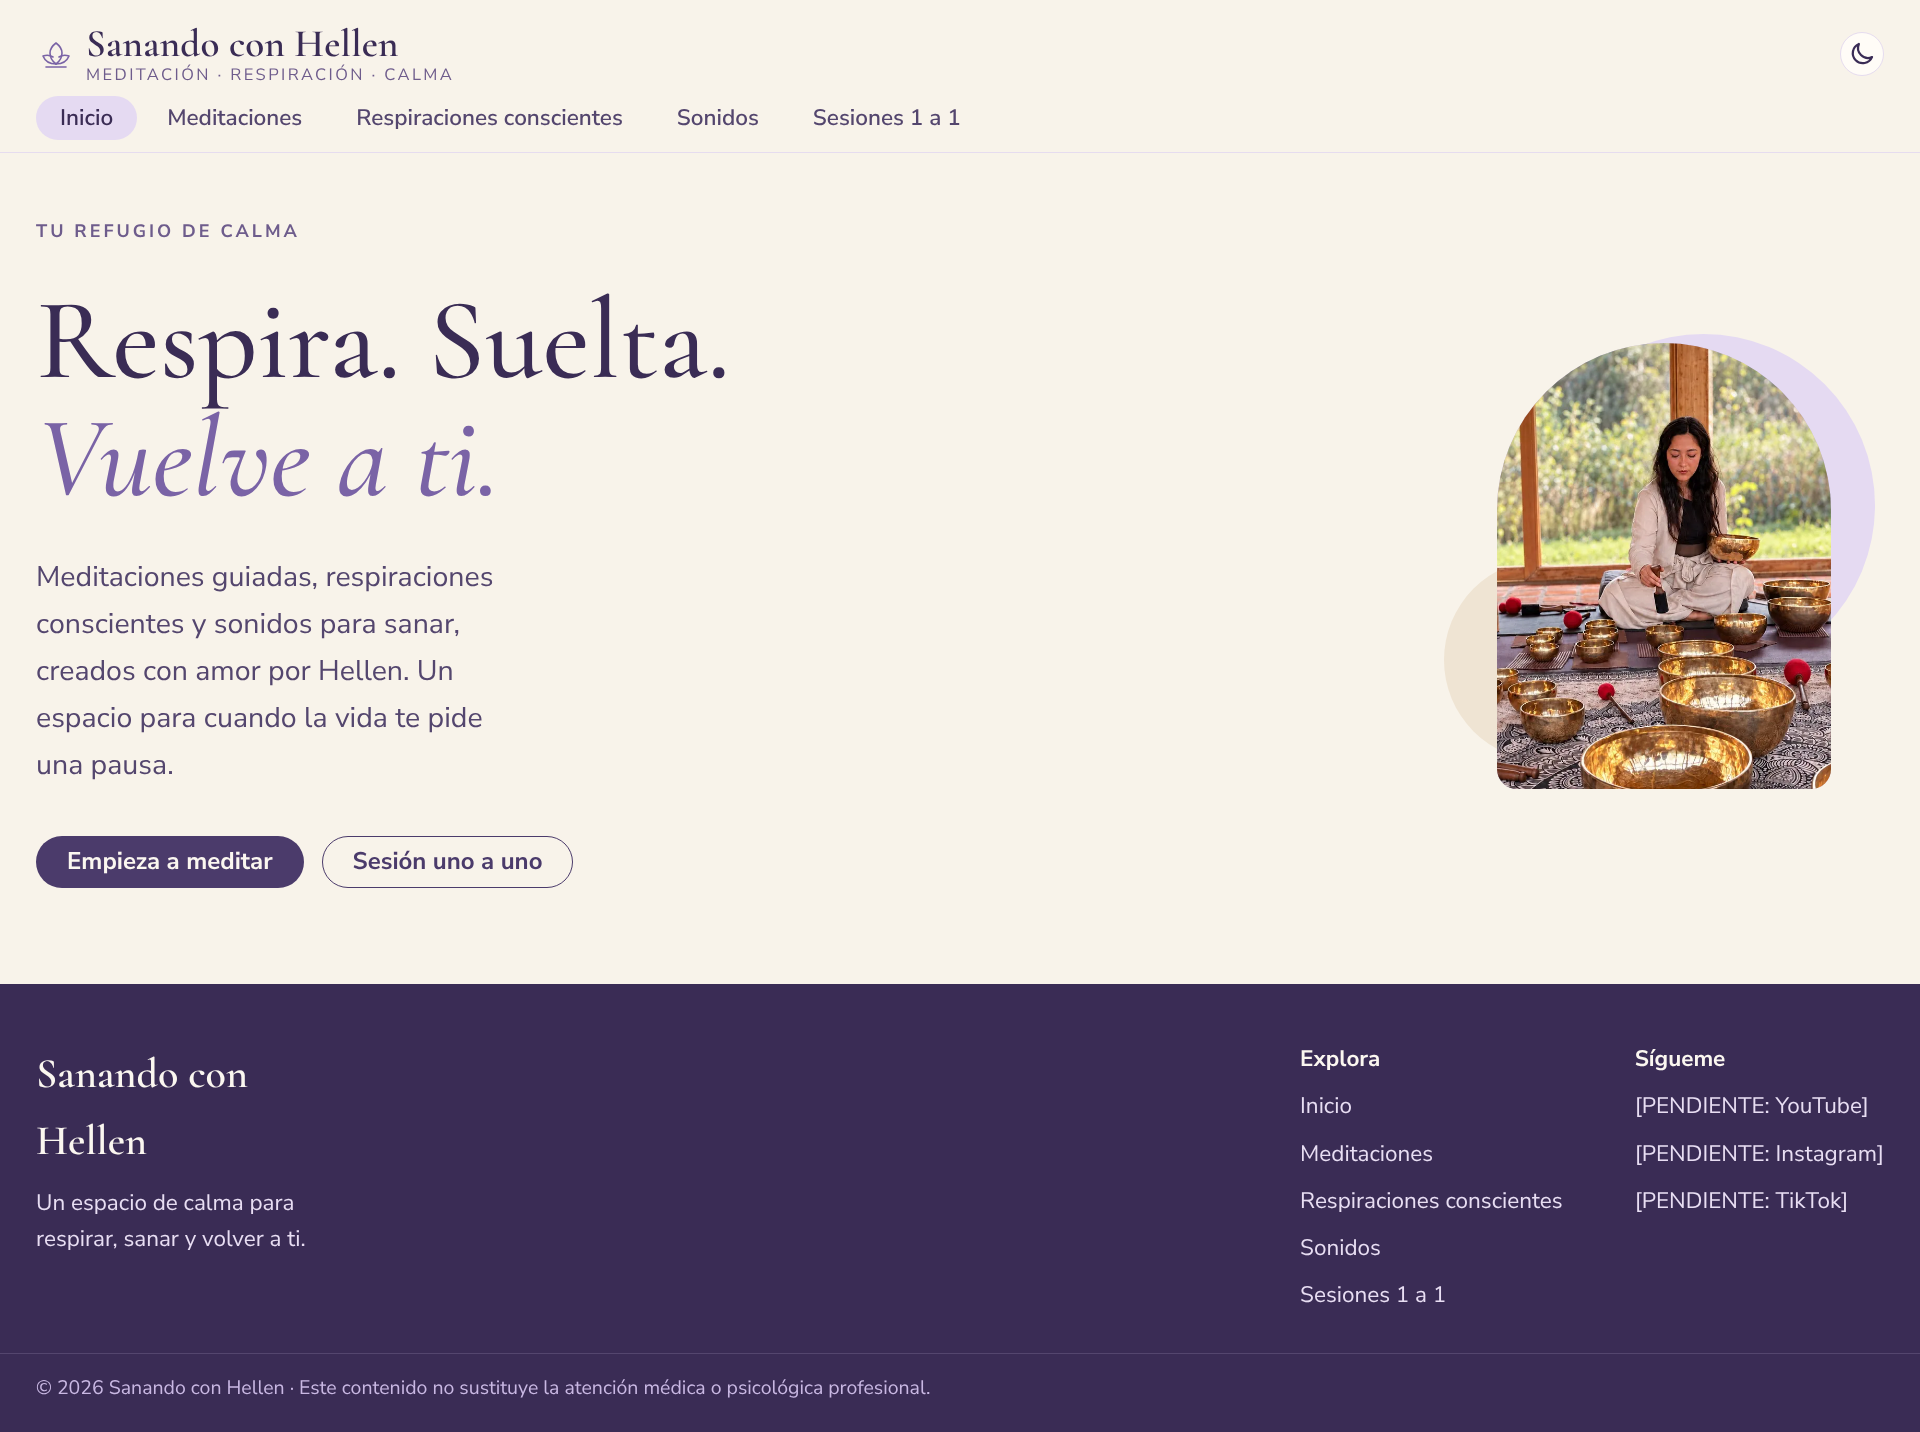 Sanando con Hellen
MEDITACIÓN · RESPIRACIÓN · CALMA
Inicio
Meditaciones
Respiraciones conscientes
Sonidos
Sesiones 1 a 1
TU REFUGIO DE CALMA
Respira. Suelta.
Vuelve a ti.
Meditaciones guiadas, respiraciones
conscientes y sonidos para sanar,
creados con amor por Hellen. Un
espacio para cuando la vida te pide
una pausa.
Empieza a meditar
Sesión uno a uno
Sanando con
Hellen
Un espacio de calma para
respirar, sanar y volver a ti.
Explora
Inicio
Meditaciones
Respiraciones conscientes
Sonidos
Sesiones 1 a 1
Sígueme
[PENDIENTE: YouTube]
[PENDIENTE: Instagram]
[PENDIENTE: TikTok]
© 2026 Sanando con Hellen · Este contenido no sustituye la atención médica o psicológica profesional.